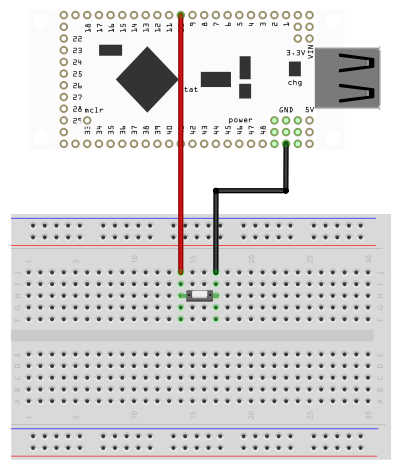 18 17 16 15 14 13 12 11 9 8 7 6 5 4 3 2 1
VIN
22
23
24
25
26
27
28
29
3.3V
chg
tat
mclr
power
GND
5V
33 34 35 36 37 38 39 40 42 43 44 45 46 47 48
1 5 10 15 20 25 30
J J
I I
H H
G G
F F
E E
D D
C C
B B
A A
1 5 10 15 20 25 30